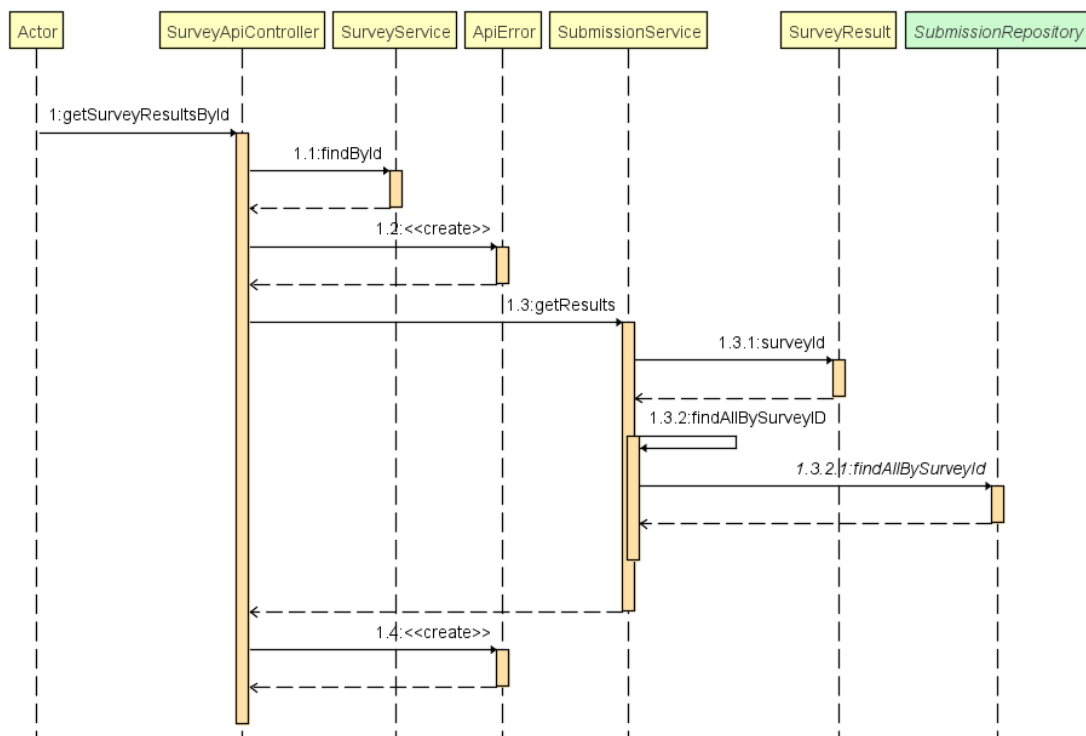 Actor
SurveyApiController
SurveyService
ApiError
SubmissionService
SurveyResult
SubmissionRepository
1:getSurveyResultsById
1.1:findById
1.2:<<create>>
1.3:getResults
1.3.1:surveyId
1.3.2:findAllBySurveyID
1.3.2.1:findAllBySurveyId
1.4:<<create>>